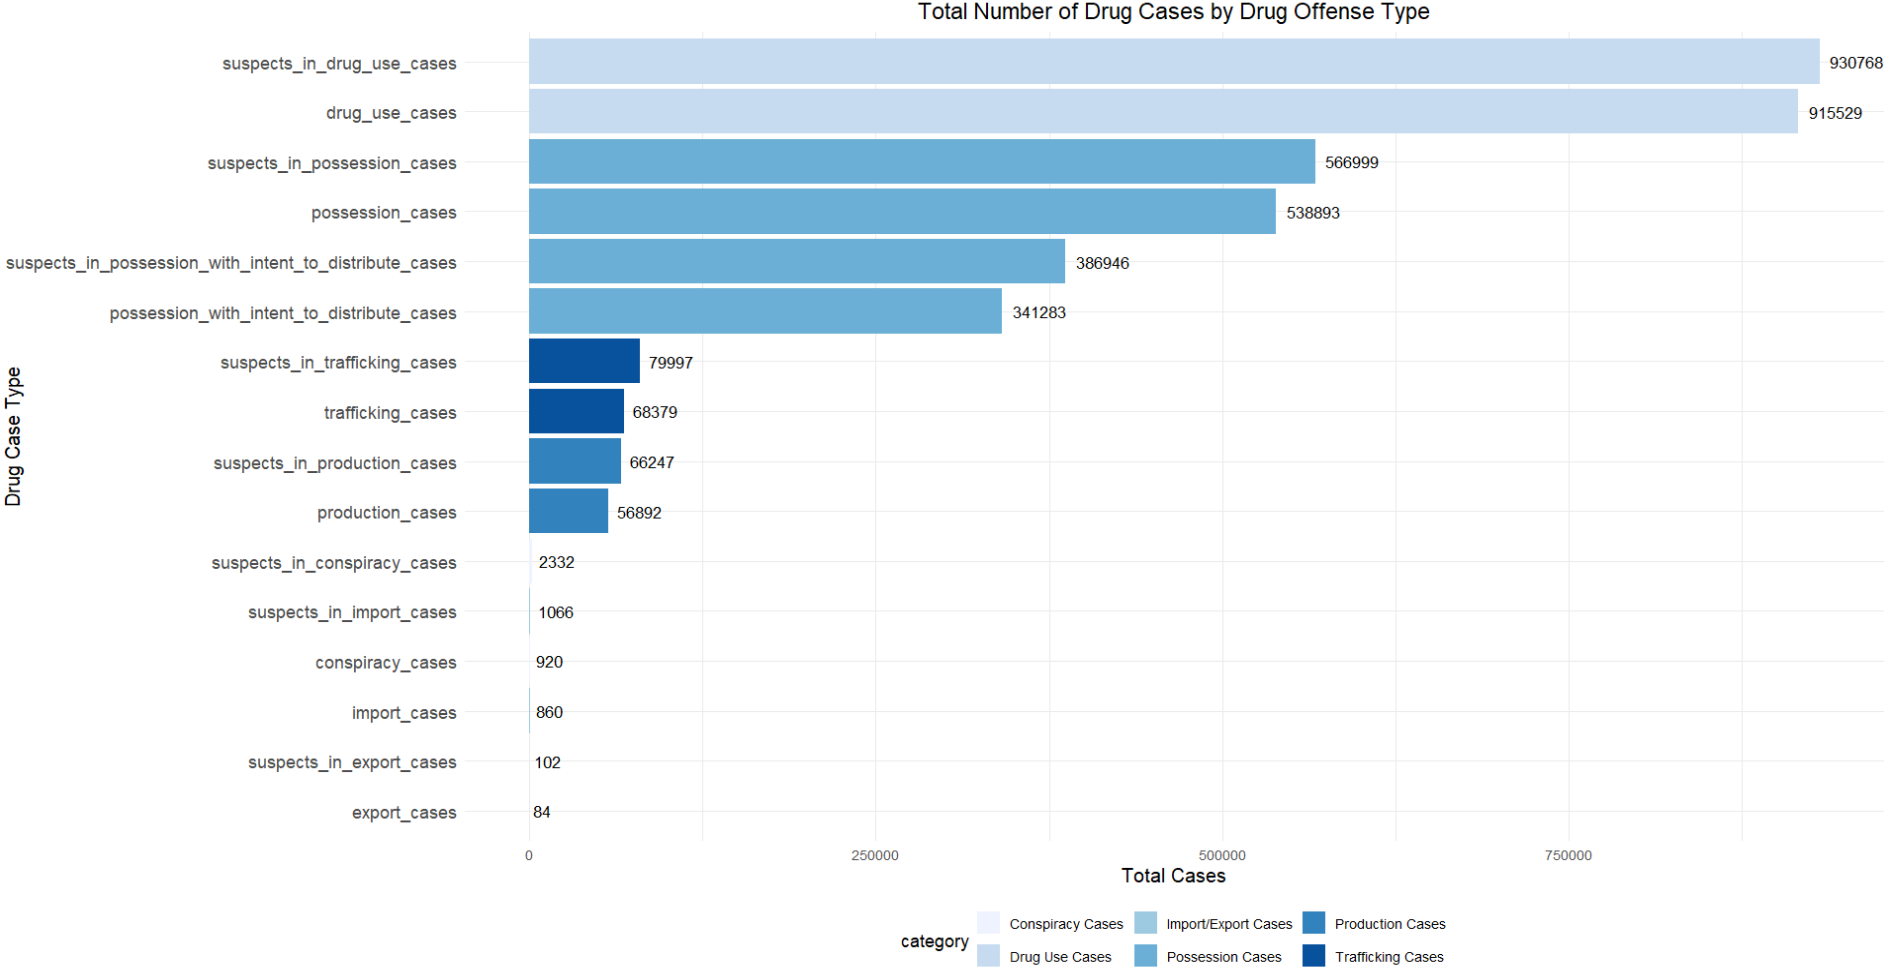 Total Number of Drug Cases by Drug Offense Type
Drug Case Type
suspects_in_drug_use_cases 930768
drug_use_cases 915529
suspects_in_possession_cases 566999
possession_cases 538893
suspects_in_possession_with_intent_to_distribute_cases 386946
possession_with_intent_to_distribute_cases 341283
suspects_in_trafficking_cases 79997
trafficking_cases 68379
suspects_in_production_cases 66247
production_cases 56892
suspects_in_conspiracy_cases 2332
suspects_in_import_cases 1066
conspiracy_cases 920
import_cases 860
suspects_in_export_cases 102
export_cases 84
0 250000 500000 750000
Total Cases
category
Conspiracy Cases Import/Export Cases Production Cases
Drug Use Cases Possession Cases Trafficking Cases